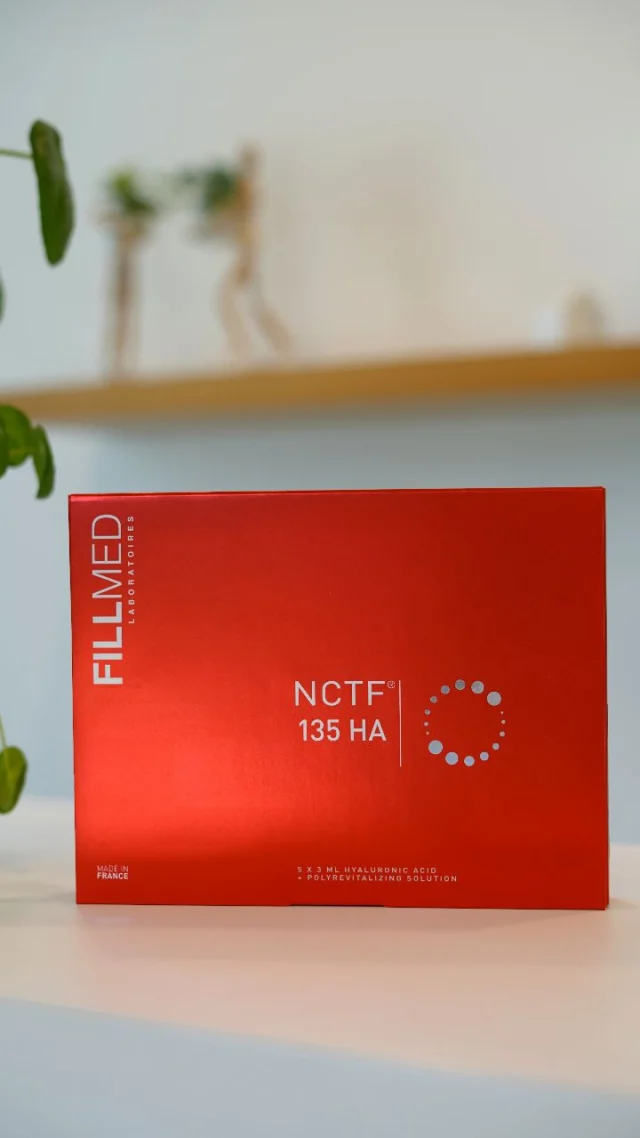 FILLMED
LABORATOIRES
NCTF®
135 HA
MADE IN
FRANCE
5 X 3 ML HYALURONIC ACID
+ POLYREVITALIZING SOLUTION